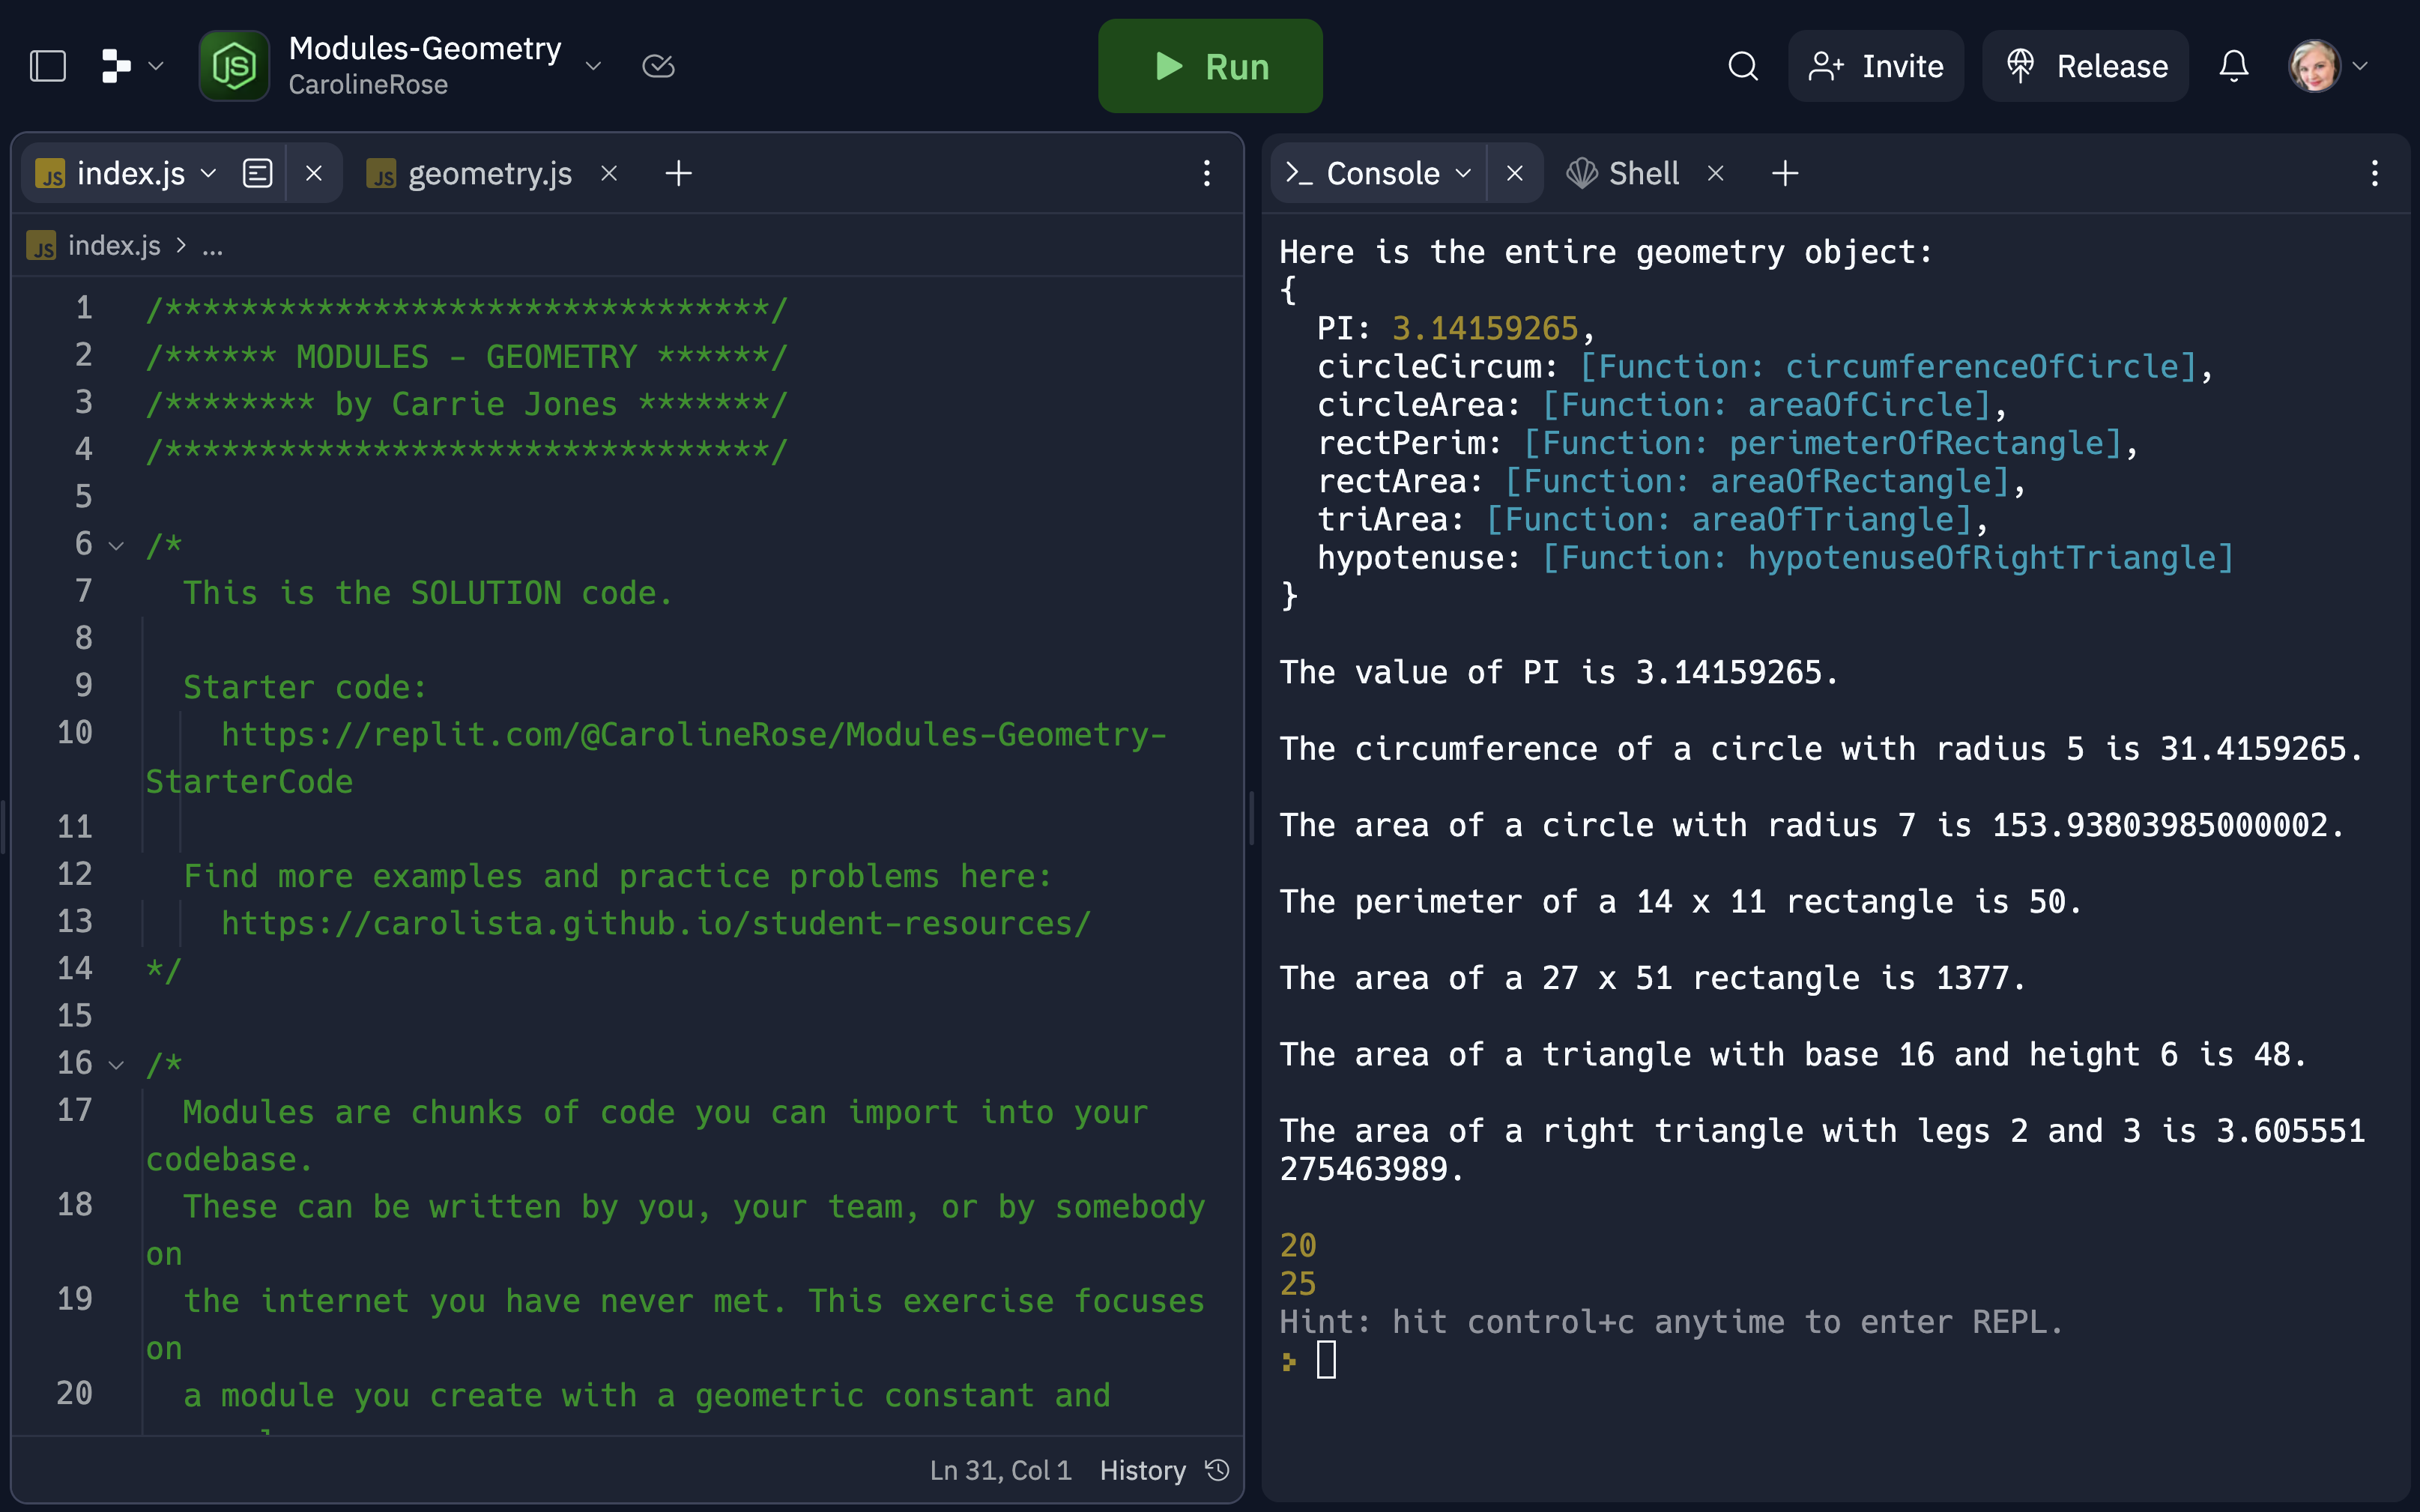 Modules-Geometry
CarolineRose
Run
Invite
Release
JS index.js
JS geometry.js
JS index.js > ...
1 /********************************/
2 /****** MODULES - GEOMETRY ******/
3 /******** by Carrie Jones *******/
4 /********************************/
5
6 /*
7 This is the SOLUTION code.
8
9 Starter code:
10 https://replit.com/@CarolineRose/Modules-Geometry-
StarterCode
11
12 Find more examples and practice problems here:
13 https://carolista.github.io/student-resources/
14 */
15
16 /*
17 Modules are chunks of code you can import into your
codebase.
18 These can be written by you, your team, or by somebody
on
19 the internet you have never met. This exercise focuses
on
20 a module you create with a geometric constant and
Ln 31, Col 1 History
Console
Shell
Here is the entire geometry object:
{
PI: 3.14159265,
circleCircum: [Function: circumferenceOfCircle],
circleArea: [Function: areaOfCircle],
rectPerim: [Function: perimeterOfRectangle],
rectArea: [Function: areaOfRectangle],
triArea: [Function: areaOfTriangle],
hypotenuse: [Function: hypotenuseOfRightTriangle]
}
The value of PI is 3.14159265.
The circumference of a circle with radius 5 is 31.4159265.
The area of a circle with radius 7 is 153.93803985000002.
The perimeter of a 14 x 11 rectangle is 50.
The area of a 27 x 51 rectangle is 1377.
The area of a triangle with base 16 and height 6 is 48.
The area of a right triangle with legs 2 and 3 is 3.605551
275463989.
20
25
Hint: hit control+c anytime to enter REPL.